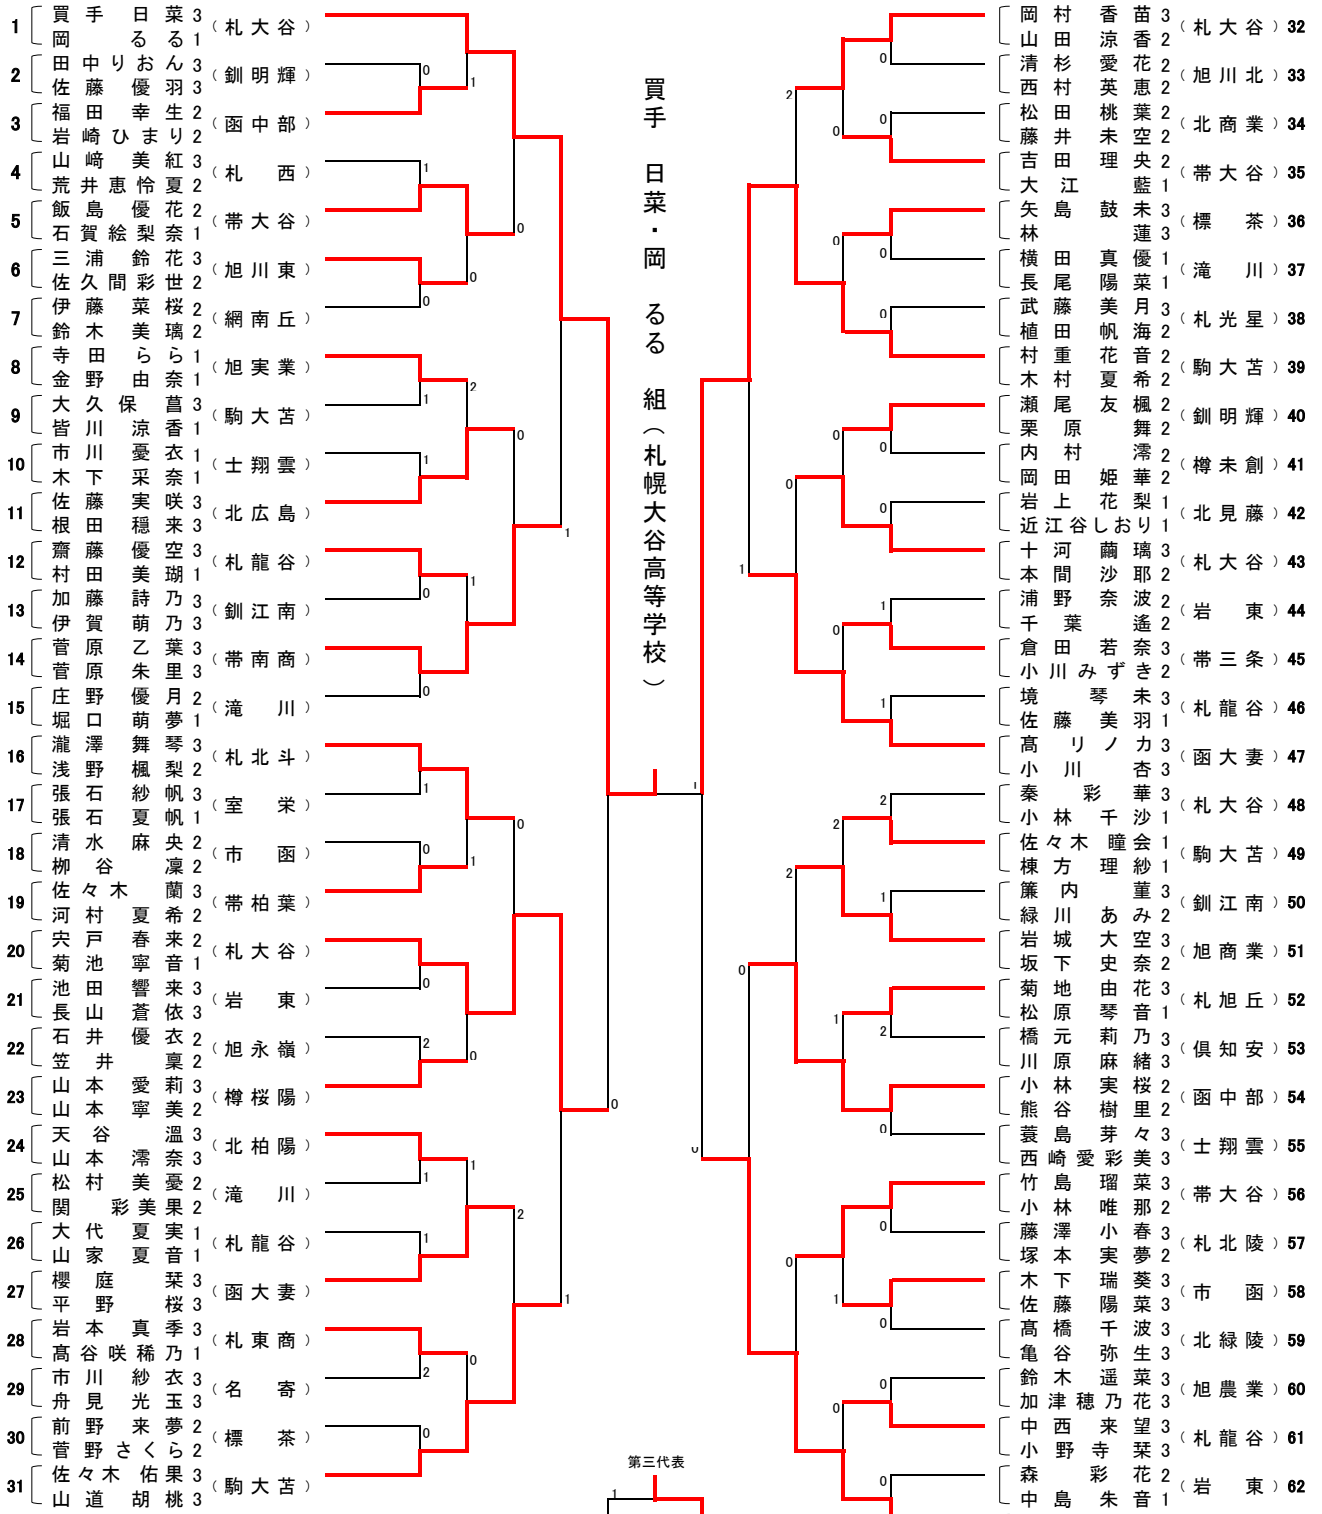 1 買手 日菜 3 (札大谷)
岡 るる 1
2 田中りおん 3 (釧明輝)
佐藤優羽 3
3 福田幸生 2 (函中部)
岩崎ひまり 2
4 山﨑美紅 3 (札西)
荒井恵怜夏 2
5 飯島優花 2 (帯大谷)
石賀絵梨奈 1
6 三浦鈴花 3 (旭川東)
佐久間彩世 2
7 伊藤菜桜 2 (網南丘)
鈴木美璃 2
8 寺田らら 1 (旭実業)
金野由奈 1
9 大久保菖 3 (駒大苫)
皆川涼香 1
10 市川憂衣 1 (士翔雲)
木下采奈 1
11 佐藤実咲 3 (北広島)
根田穏来 3
12 齋藤優空 3 (札龍谷)
村田美瑚 1
13 加藤詩乃 3 (釧江南)
伊賀萌乃 3
14 菅原乙葉 3 (帯南商)
菅原朱里 3
15 庄野優月 2 (滝川)
堀口萌夢 1
16 瀧澤舞琴 3 (札北斗)
浅野楓梨 2
17 張石紗帆 3 (室栄)
張石夏帆 1
18 清水麻央 2 (市函)
栁谷凜 2
19 佐々木蘭 3 (帯柏葉)
河村夏希 2
20 宍戸春来 2 (札大谷)
菊池寧音 1
21 池田響来 3 (岩東)
長山蒼依 3
22 石井優衣 2 (旭永嶺)
笠井稟 2
23 山本愛莉 3 (樽桜陽)
山本寧美 2
24 天谷溫 3 (北柏陽)
山本澪奈 3
25 松村美憂 2 (滝川)
関彩美果 2
26 大代夏実 1 (札龍谷)
山家夏音 1
27 櫻庭栞 3 (函大妻)
平野桜 3
28 岩本真季 3 (札東商)
髙谷咲稀乃 1
29 市川紗衣 3 (名寄)
舟見光玉 3
30 前野来夢 2 (標茶)
菅野さくら 2
31 佐々木佑果 3 (駒大苫)
山道胡桃 3
買手 日菜・岡 るる 組(札幌大谷高等学校)
第三代表
1
岡村香苗 3 (札大谷) 32
山田涼香 2
清杉愛花 2 (旭川北) 33
西村英恵 2
松田桃葉 2 (北商業) 34
藤井未空 2
吉田理央 2 (帯大谷) 35
大江藍 1
矢島鼓未 3 (標茶) 36
林蓮 3
横田真優 1 (滝川) 37
長尾陽菜 1
武藤美月 3 (札光星) 38
植田帆海 2
村重花音 2 (駒大苫) 39
木村夏希 2
瀬尾友楓 2 (釧明輝) 40
栗原舞 2
内村澪 2 (樽未創) 41
岡田姫華 2
岩上花梨 1 (北見藤) 42
近江谷しおり 1
十河繭璃 3 (札大谷) 43
本間沙耶 2
浦野奈波 2 (岩東) 44
千葉遙 2
倉田若奈 3 (帯三条) 45
小川みずき 2
境琴未 3 (札龍谷) 46
佐藤美羽 1
髙リノカ 3 (函大妻) 47
小川杏 3
秦彩華 3 (札大谷) 48
小林千沙 1
佐々木瞳会 1 (駒大苫) 49
棟方理紗 1
簾内菫 3 (釧江南) 50
緑川あみ 2
岩城大空 3 (旭商業) 51
坂下史奈 2
菊地由花 3 (札旭丘) 52
松原琴音 1
橋元莉乃 3 (倶知安) 53
川原麻緒 3
小林実桜 2 (函中部) 54
熊谷樹里 2
蓑島芽々 3 (士翔雲) 55
西崎愛彩美 3
竹島瑠菜 3 (帯大谷) 56
小林唯那 2
藤澤小春 3 (札北陵) 57
塚本実夢 2
木下瑞葵 3 (市函) 58
佐藤陽菜 3
髙橋千波 3 (北緑陵) 59
亀谷弥生 3
鈴木遥菜 3 (旭農業) 60
加津穂乃花 3
中西来望 3 (札龍谷) 61
小野寺栞 3
森彩花 2 (岩東) 62
中島朱音 1